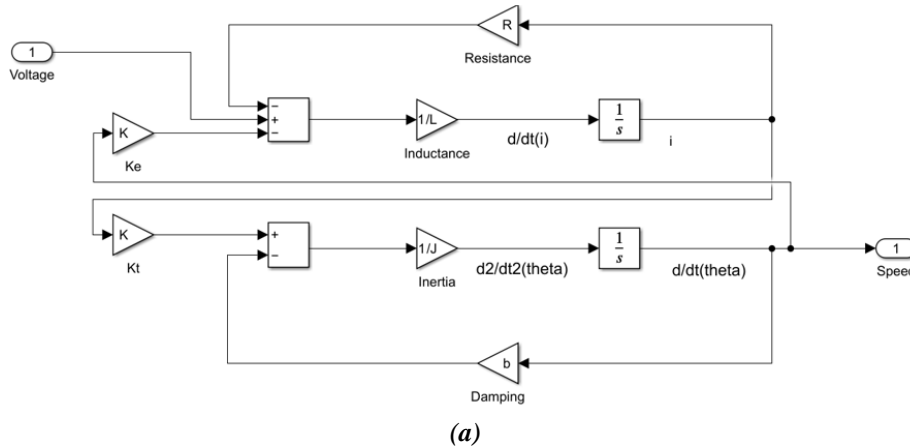 R
Resistance
1
Voltage
−
+
−
1/L
Inductance
d/dt(i)
1
s
i
K
Ke
K
Kt
+
−
1/J
Inertia
d2/dt2(theta)
1
s
d/dt(theta)
1
Speed
b
Damping
(a)